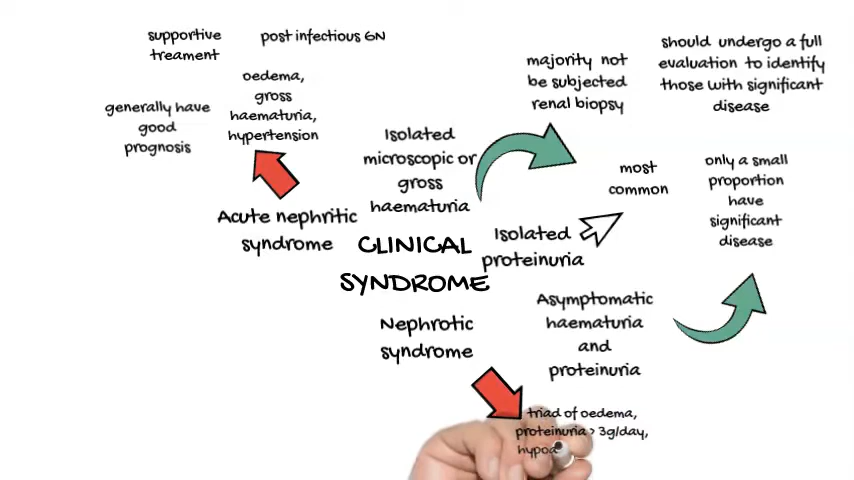 supportive
treament
post infectious GN
oedema,
gross
haematuria,
hypertension
generally have
good
prognosis
Acute nephritic
syndrome
Isolated
microscopic or
gross
haematuria
majority not
be subjected
renal biopsy
should undergo a full
evaluation to identify
those with significant
disease
most
common
only a small
proportion
have
significant
disease
Isolated
proteinuria
CLINICAL
SYNDROME
Asymptomatic
haematuria
and
proteinuria
Nephrotic
syndrome
triad of oedema,
proteinuria > 3g/day,
hypoa